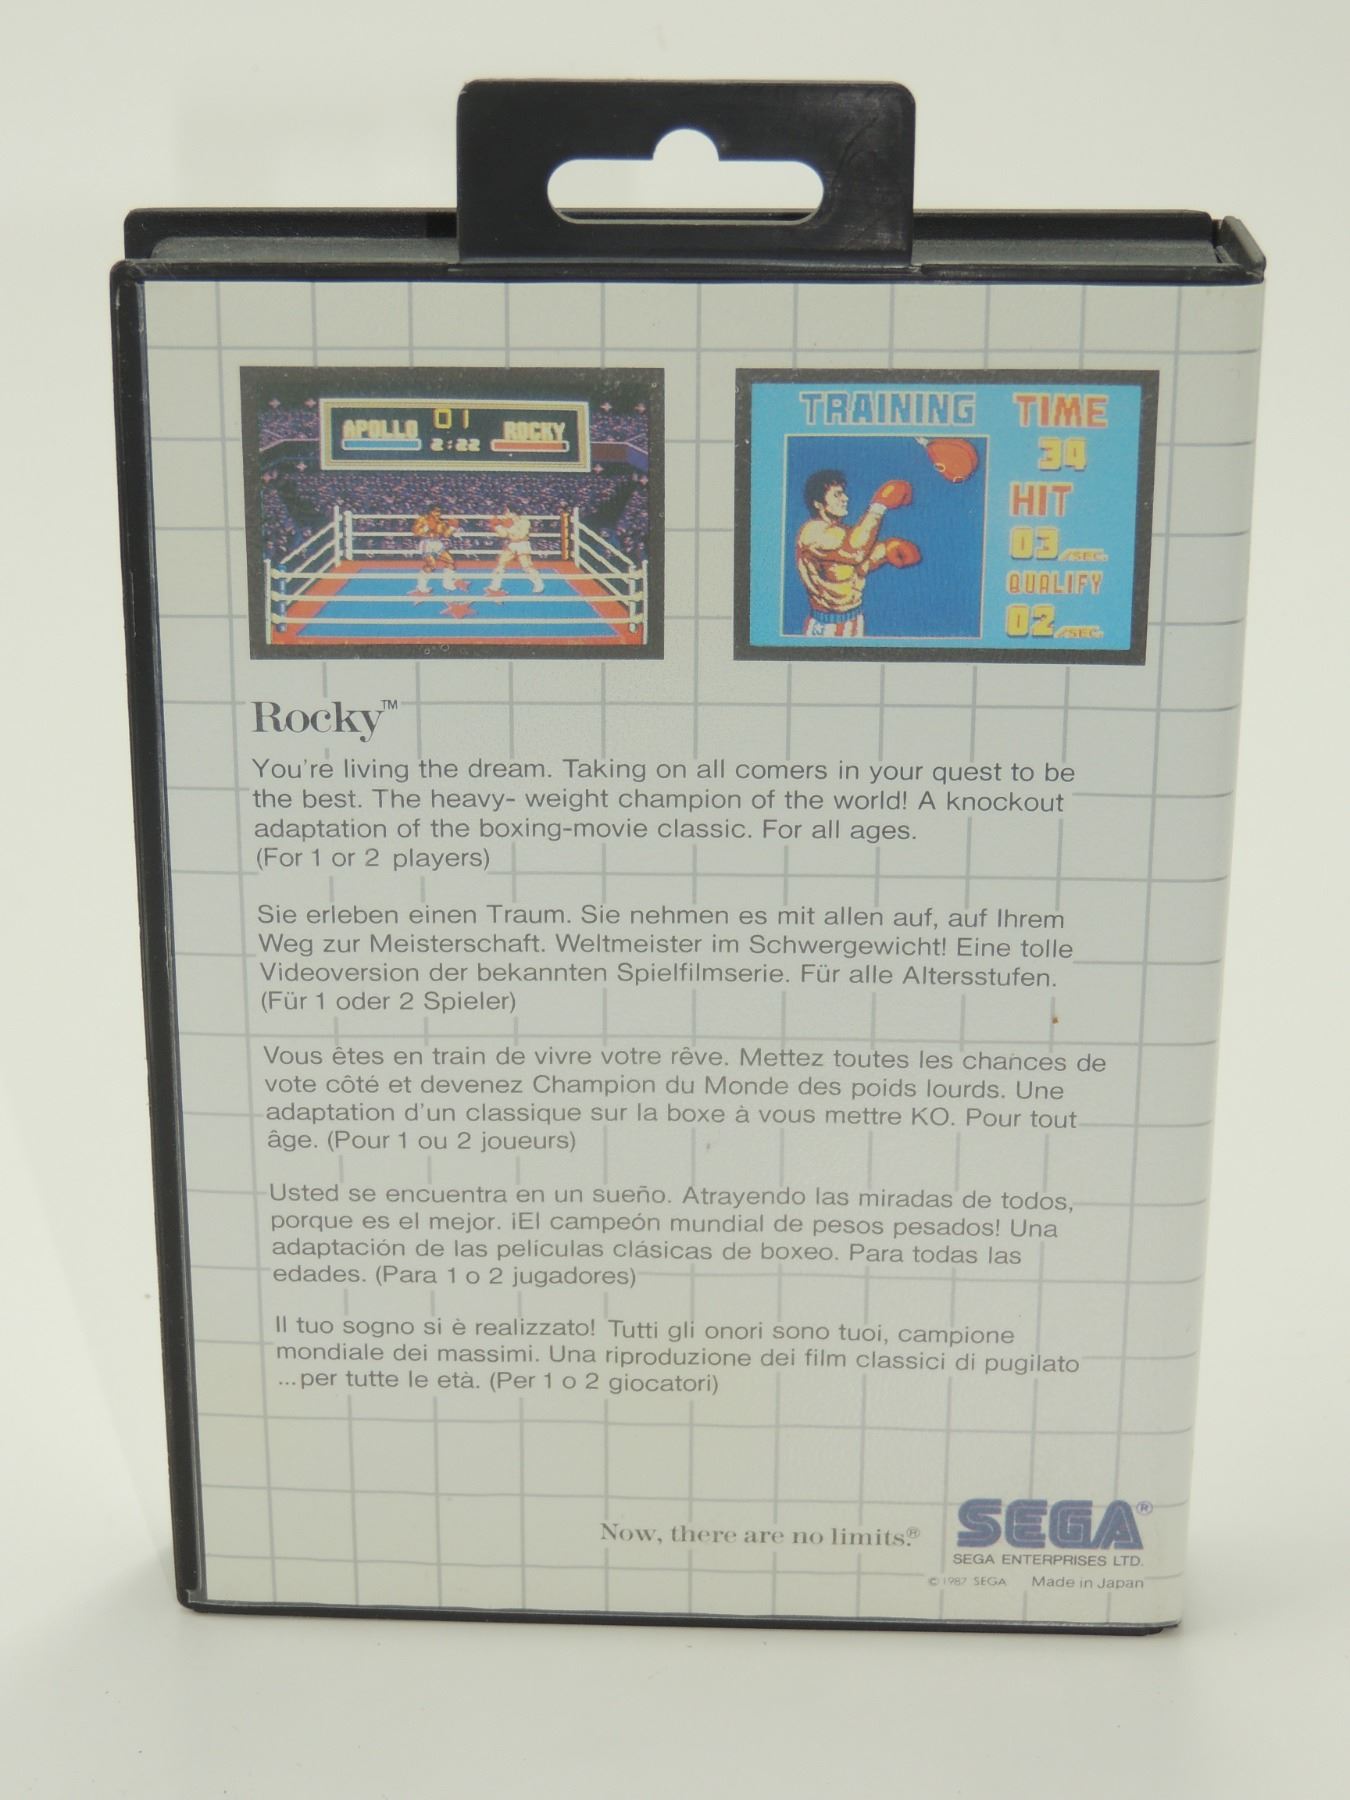 APOLLO 01 ROCKY
2:22
TRAINING TIME
34
HIT
03/SEC.
QUALIFY
02/SEC.
Rocky™
You're living the dream. Taking on all comers in your quest to be
the best. The heavy- weight champion of the world! A knockout
adaptation of the boxing-movie classic. For all ages.
(For 1 or 2 players)
Sie erleben einen Traum. Sie nehmen es mit allen auf, auf Ihrem
Weg zur Meisterschaft. Weltmeister im Schwergewicht! Eine tolle
Videoversion der bekannten Spielfilmserie. Für alle Altersstufen.
(Für 1 oder 2 Spieler)
Vous êtes en train de vivre votre rêve. Mettez toutes les chances de
vote côté et devenez Champion du Monde des poids lourds. Une
adaptation d'un classique sur la boxe à vous mettre KO. Pour tout
âge. (Pour 1 ou 2 joueurs)
Usted se encuentra en un sueño. Atrayendo las miradas de todos,
porque es el mejor. ¡El campeón mundial de pesos pesados! Una
adaptación de las películas clásicas de boxeo. Para todas las
edades. (Para 1 o 2 jugadores)
Il tuo sogno si è realizzato! Tutti gli onori sono tuoi, campione
mondiale dei massimi. Una riproduzione dei film classici di pugilato
...per tutte le età. (Per 1 o 2 giocatori)
Now, there are no limits.®
SEGA®
SEGA ENTERPRISES LTD.
© 1987 SEGA Made in Japan